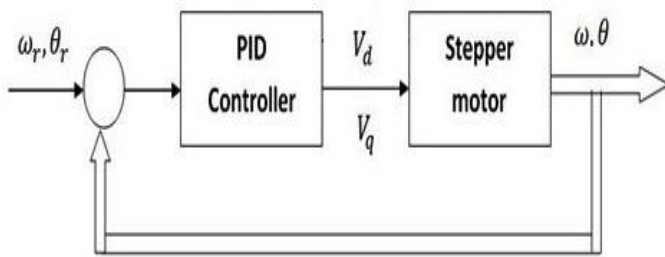 ω_r, θ_r
PID
Controller
V_d
V_q
Stepper
motor
ω. θ